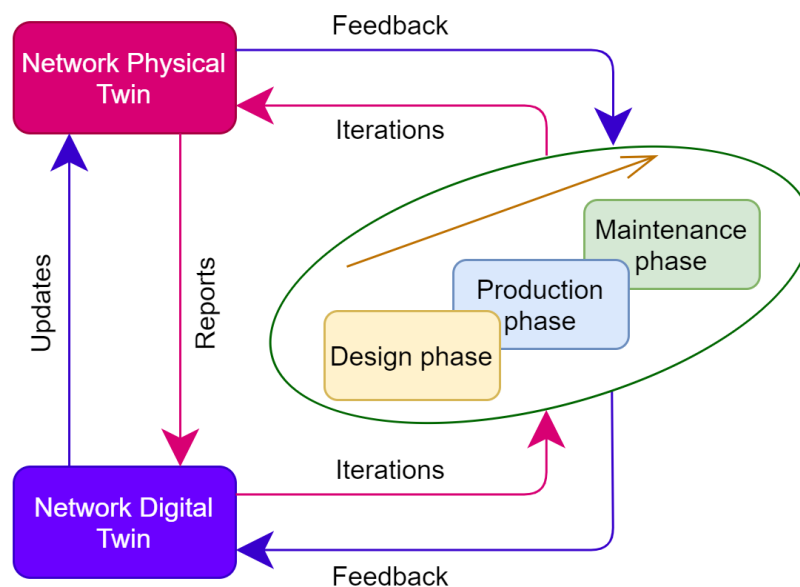 Feedback
Network Physical
Twin
Iterations
Maintenance
phase
Production
phase
Updates
Reports
Design phase
Iterations
Network Digital
Twin
Feedback